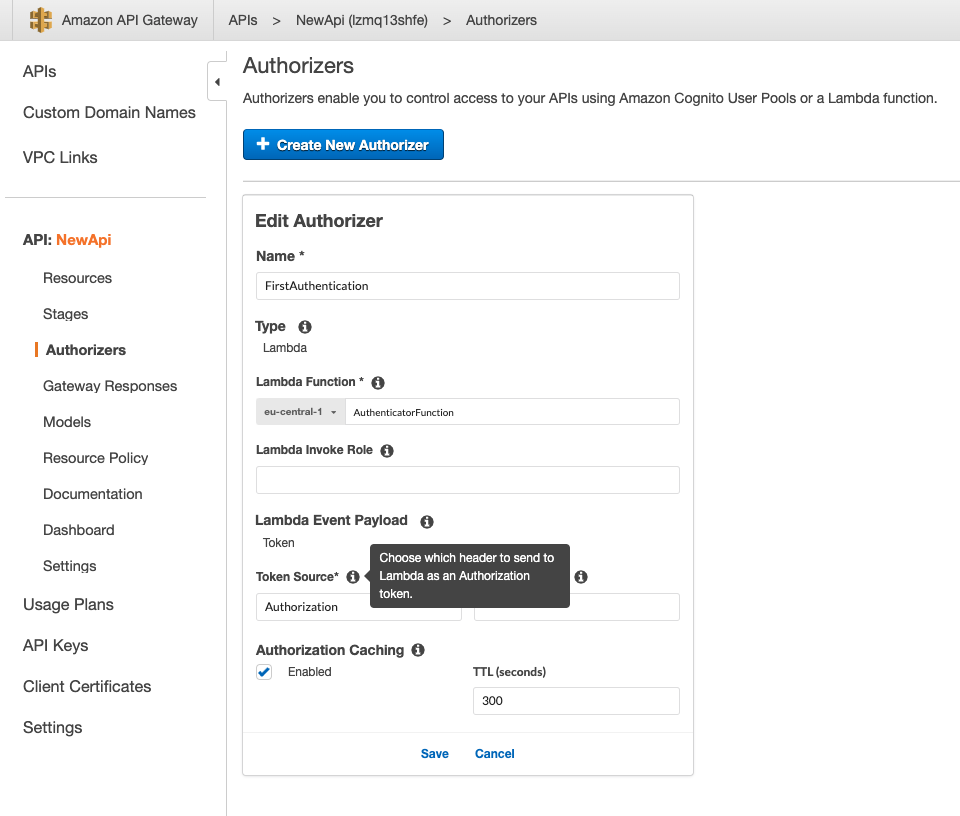 Amazon API Gateway
APIs > NewApi (lzmq13shfe) > Authorizers
APIs
Custom Domain Names
VPC Links
API: NewApi
Resources
Stages
Authorizers
Gateway Responses
Models
Resource Policy
Documentation
Dashboard
Settings
Usage Plans
API Keys
Client Certificates
Settings
Authorizers
Authorizers enable you to control access to your APIs using Amazon Cognito User Pools or a Lambda function.
+ Create New Authorizer
Edit Authorizer
Name *
FirstAuthentication
Type
Lambda
Lambda Function *
eu-central-1 AuthenticatorFunction
Lambda Invoke Role
Lambda Event Payload
Token
Token Source*
Choose which header to send to
Lambda as an Authorization
token.
Authorization
Authorization Caching
Enabled
TTL (seconds)
300
Save Cancel